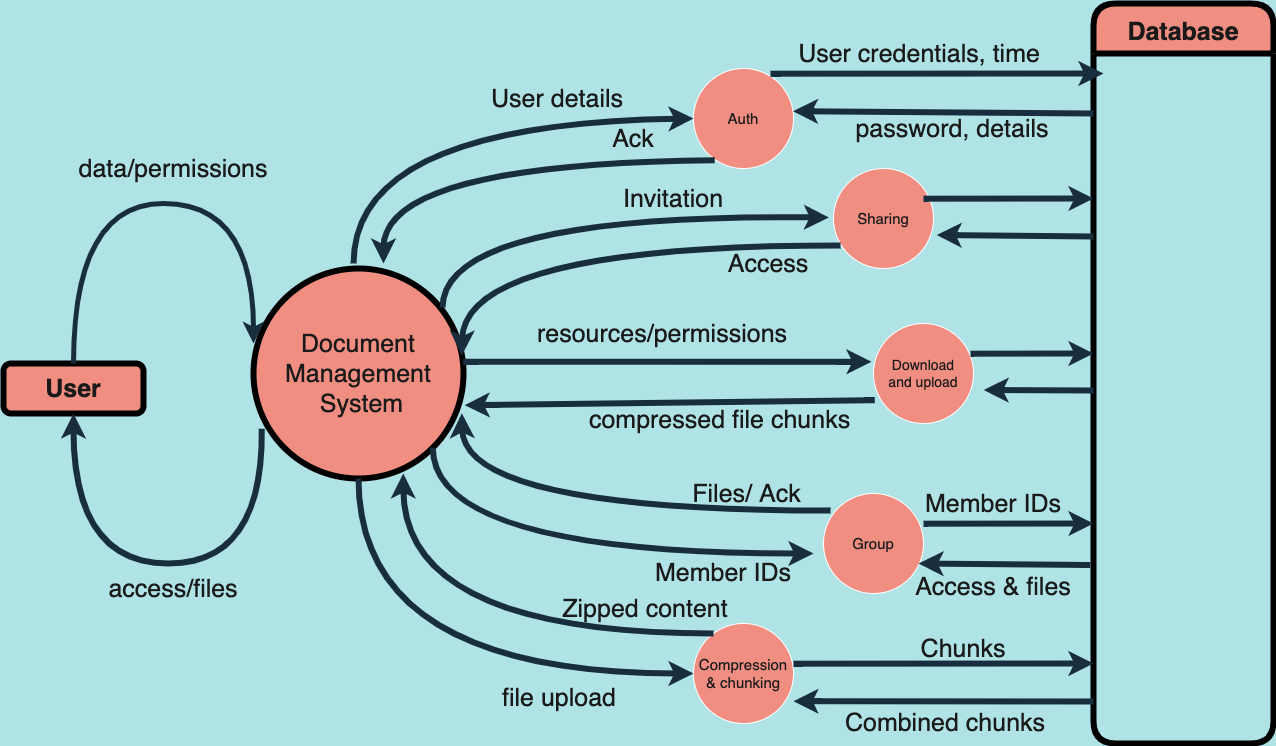 Database
User credentials, time
User details
Auth
Ack
password, details
data/permissions
Invitation
Sharing
Access
resources/permissions
Document
Management
System
Download
and upload
User
compressed file chunks
Files/ Ack
Member IDs
Group
Member IDs
Access & files
access/files
Zipped content
Chunks
Compression
& chunking
file upload
Combined chunks